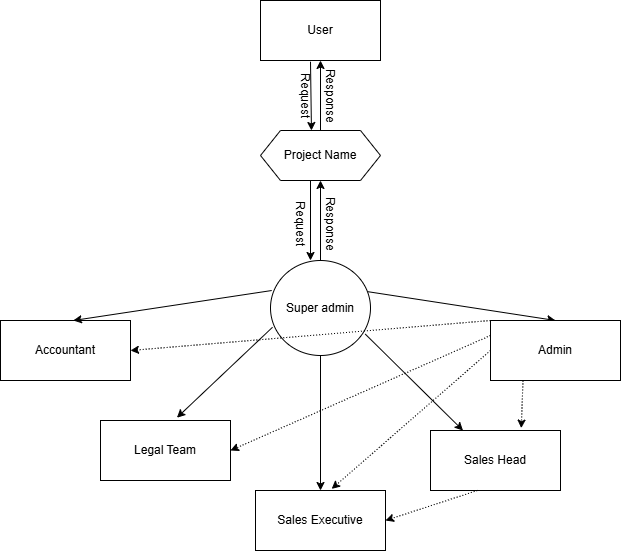 User
Request
Response
Project Name
Request
Response
Super admin
Accountant
Admin
Legal Team
Sales Head
Sales Executive